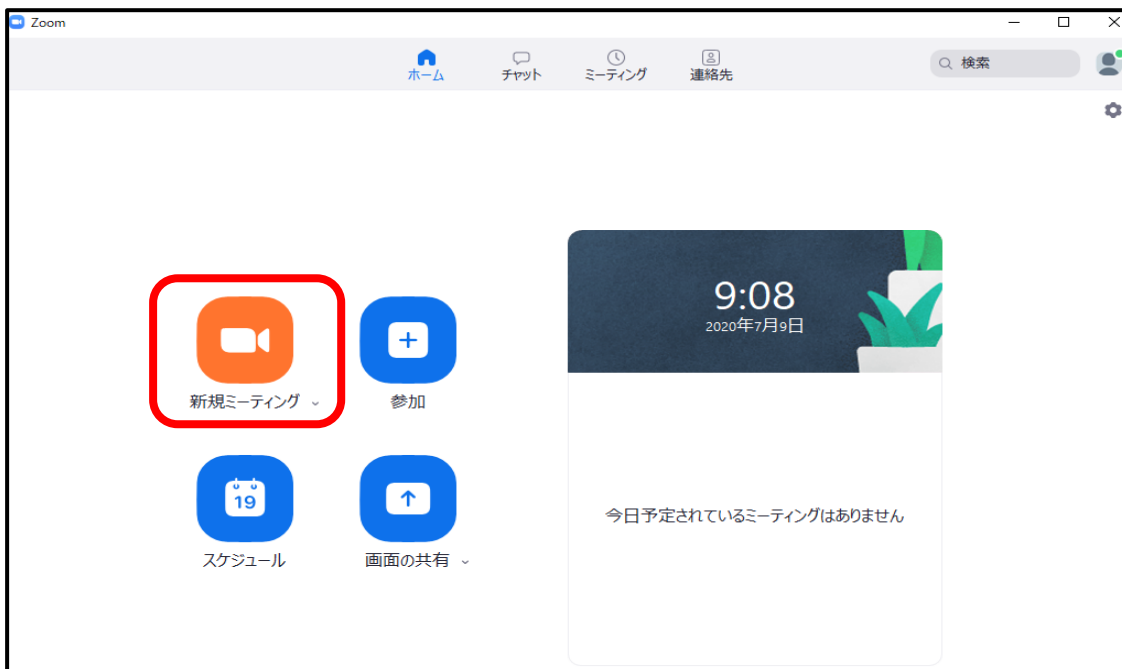 Zoom
ホーム
チャット
ミーティング
連絡先
検索
9:08
2020年7月9日
新規ミーティング
参加
19
スケジュール
画面の共有
今日予定されているミーティングはありません